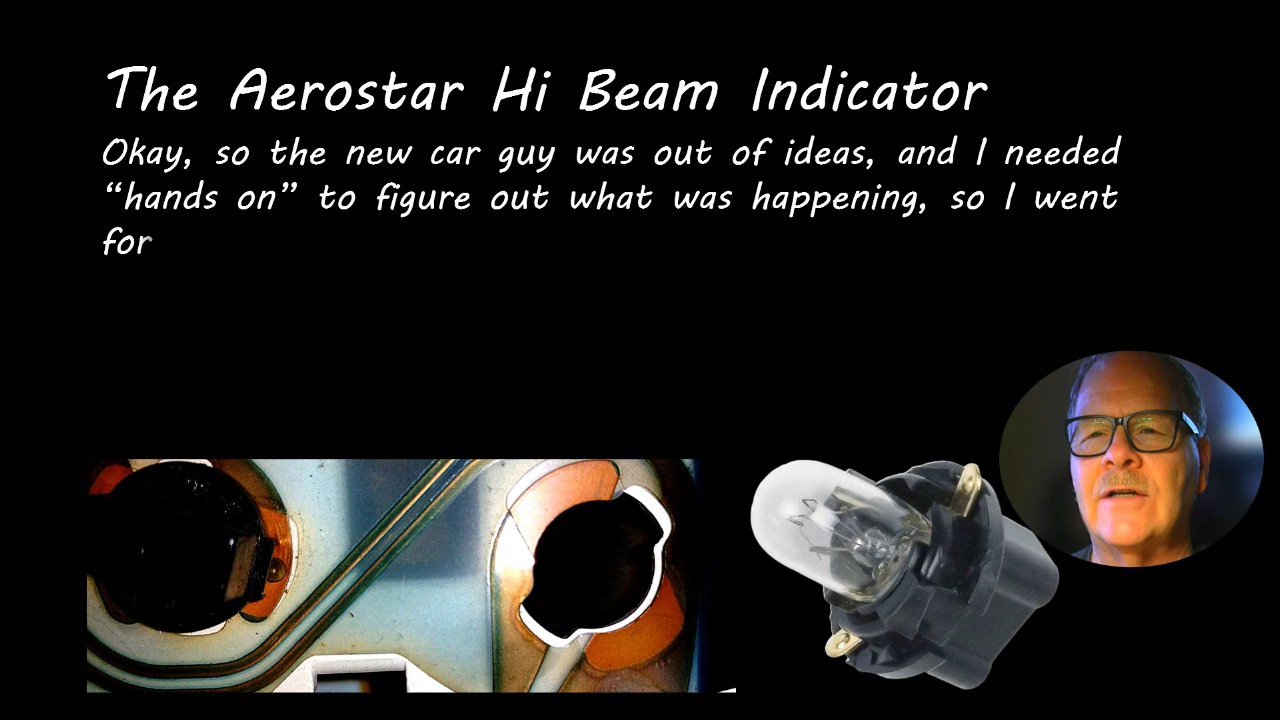 The Aerostar Hi Beam Indicator
Okay, so the new car guy was out of ideas, and I needed
“hands on” to figure out what was happening, so I went
for